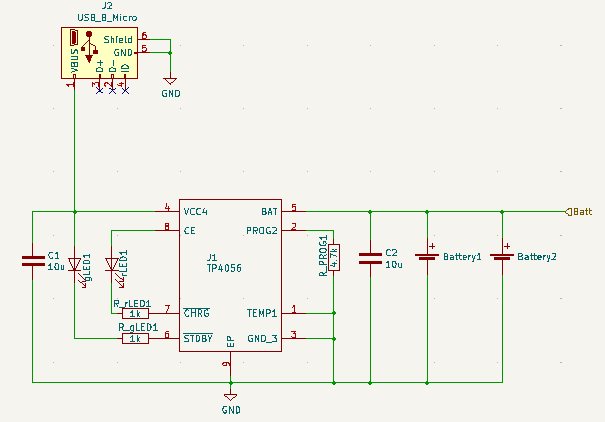 J2
USB_B_Micro
Shield 6
GND 5
VBUS
D+
D-
ID
1
3
2
4
GND
4 VCC4
BAT 5
8 CE
PROG2 2
J1
TP4056
C1
10u
gLED1
rLED1
R_PROG1
4.7k
C2
10u
Battery1
Battery2
Batt
R_rLED1
1k
7 CHRG
TEMP1 1
R_gLED1
1k
6 STDBY
GND_3 3
EP
9
GND
+
+